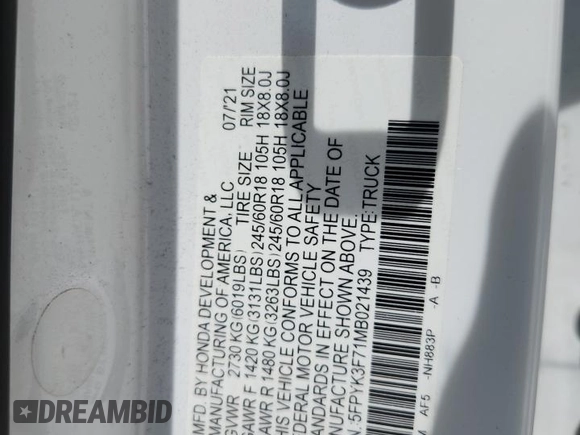 MFD. BY HONDA DEVELOPMENT &
MANUFACTURING OF AMERICA, LLC 07/'21
GVWR 2730 KG(6019LBS) TIRE SIZE RIM SIZE
GAWR F 1420 KG(3131LBS)245/60R18 105H 18X8.0J
GAWR R 1480 KG(3263LBS)245/60R18 105H 18X8.0J
THIS VEHICLE CONFORMS TO ALL APPLICABLE
FEDERAL MOTOR VEHICLE SAFETY
STANDARDS IN EFFECT ON THE DATE OF
MANUFACTURE SHOWN ABOVE.
N:5FPYK3F71MB021439 TYPE:TRUCK
AF5 -NH883P -A -B
DREAMBID.COM